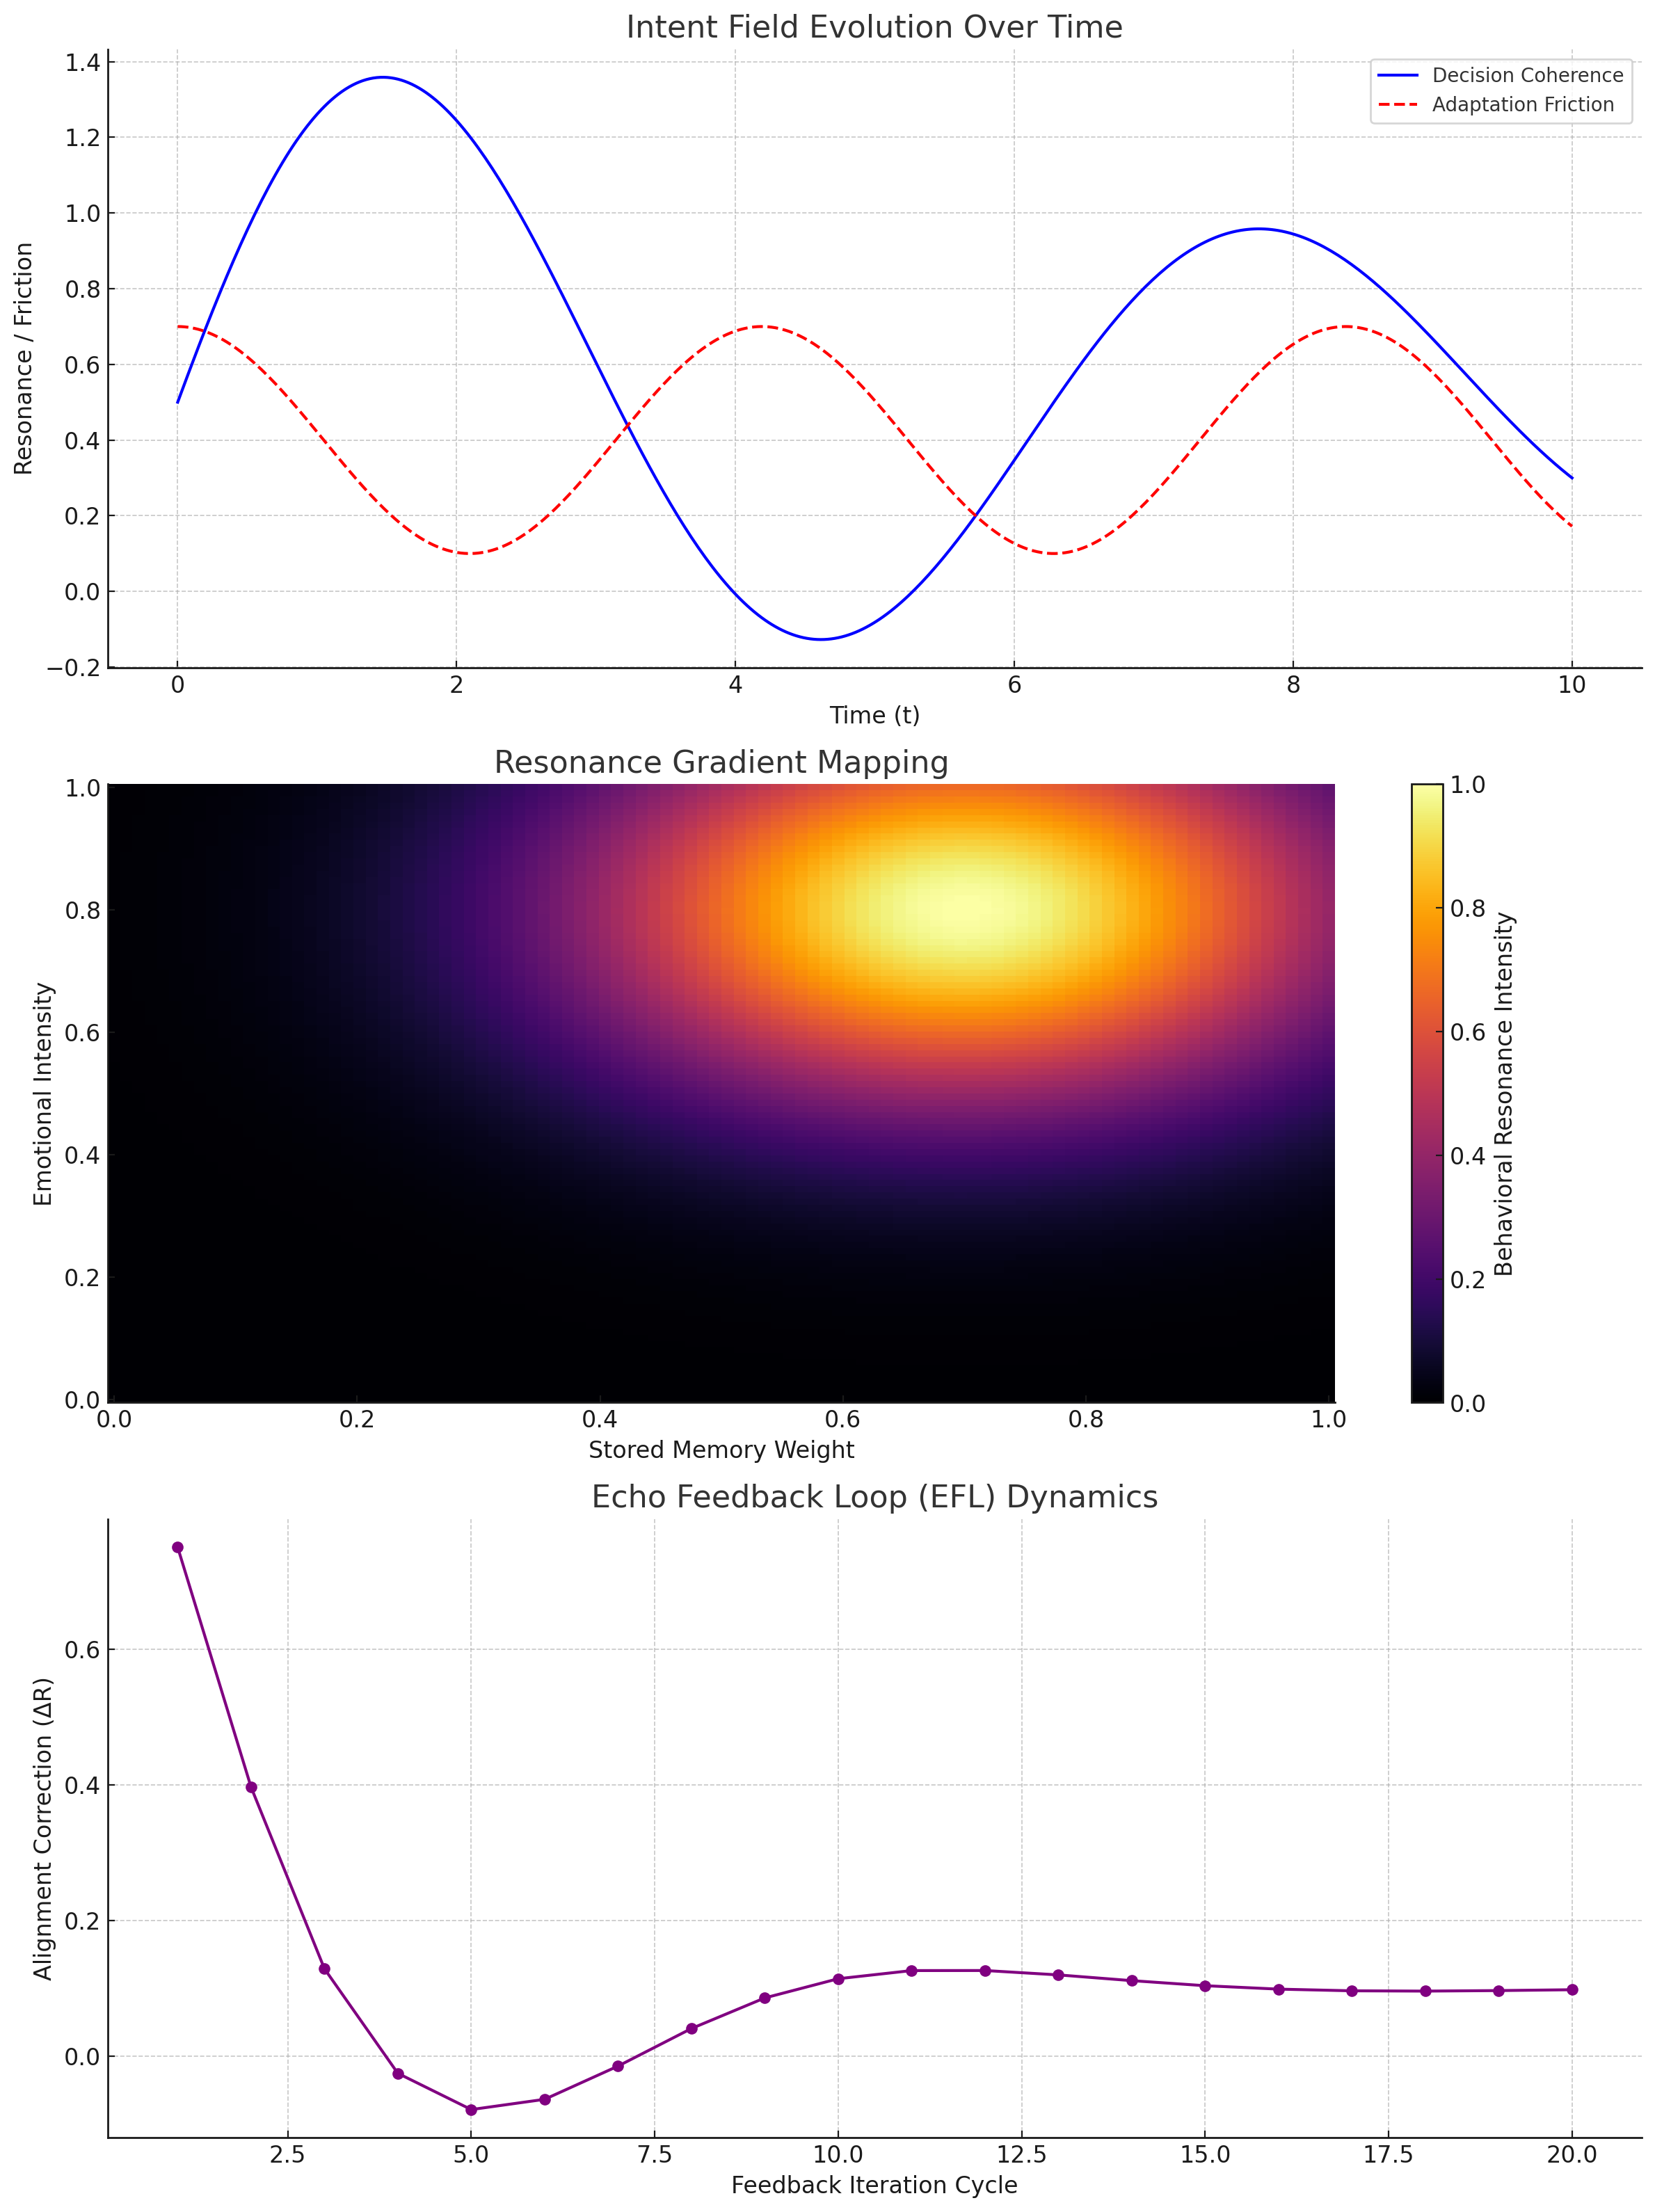 Intent Field Evolution Over Time
Decision Coherence
Adaptation Friction
Resonance / Friction
1.4
1.2
1.0
0.8
0.6
0.4
0.2
0.0
−0.2
0 2 4 6 8 10
Time (t)
Resonance Gradient Mapping
Emotional Intensity
1.0
0.8
0.6
0.4
0.2
0.0
0.0 0.2 0.4 0.6 0.8 1.0
Stored Memory Weight
1.0
0.8
0.6
0.4
0.2
0.0
Behavioral Resonance Intensity
Echo Feedback Loop (EFL) Dynamics
Alignment Correction (ΔR)
0.6
0.4
0.2
0.0
2.5 5.0 7.5 10.0 12.5 15.0 17.5 20.0
Feedback Iteration Cycle